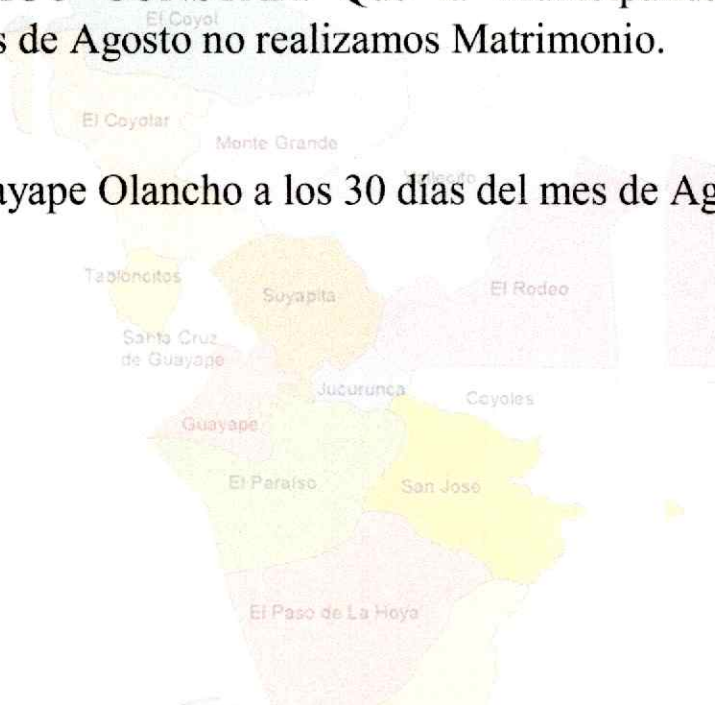 El Coyol
s de Agosto no realizamos Matrimonio.
El Coyolar
Monte Grande
ayape Olancho a los 30 días del mes de Ag
Tabloncitos
Suyapita
El Rodeo
Santa Cruz
de Guayape
Jucurunca
Coyoles
Guayape
El Paraíso
San José
El Paso de La Hoya